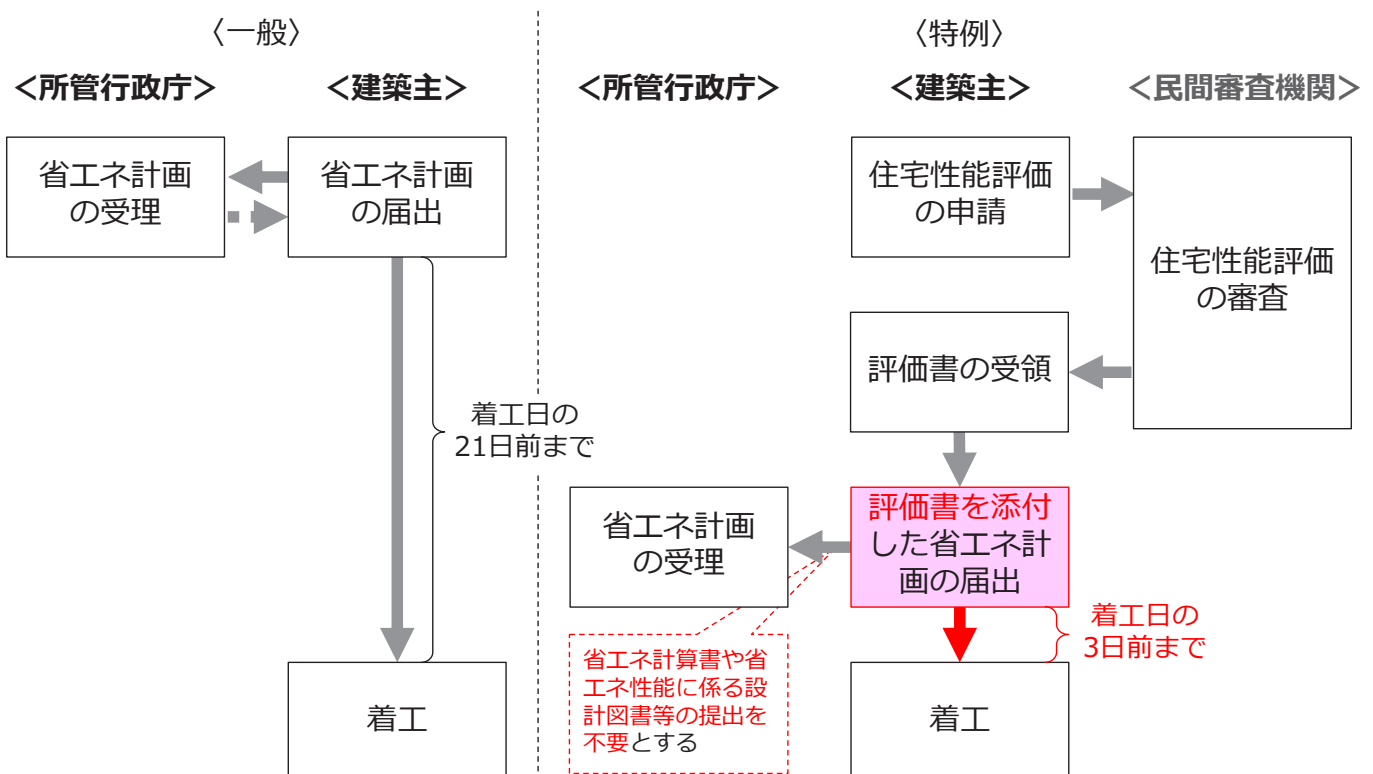 〈一般〉
<所管行政庁>
<建築主>
省エネ計画
の受理
省エネ計画
の届出
着工日の
21日前まで
着工
〈特例〉
<所管行政庁>
<建築主>
<民間審査機関>
住宅性能評価
の申請
住宅性能評価
の審査
評価書の受領
評価書を添付
した省エネ計
画の届出
省エネ計画
の受理
省エネ計算書や省
エネ性能に係る設
計図書等の提出を
不要とする
着工日の
3日前まで
着工